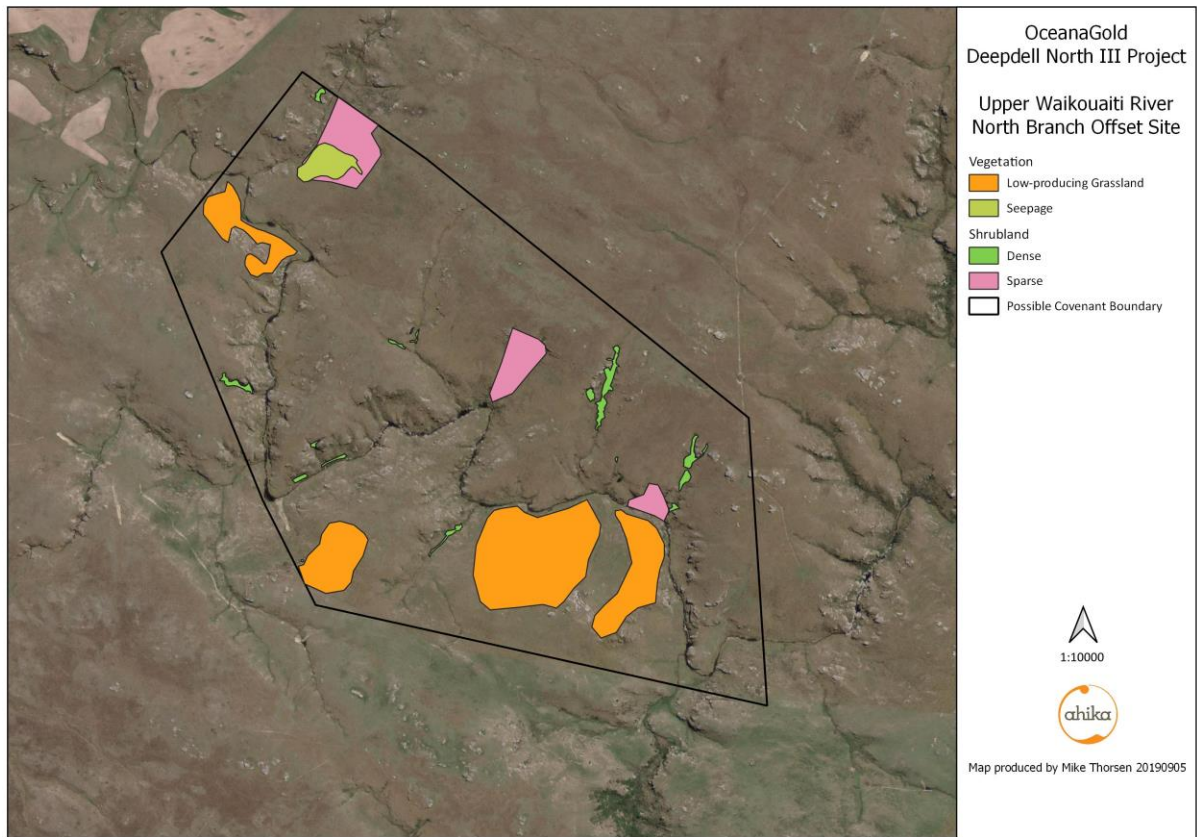 OceanaGold
Deepdell North III Project
Upper Waikouaiti River
North Branch Offset Site
Vegetation
Low-producing Grassland
Seepage
Shrubland
Dense
Sparse
Possible Covenant Boundary
1:10000
ahika
Map produced by Mike Thorsen 20190905